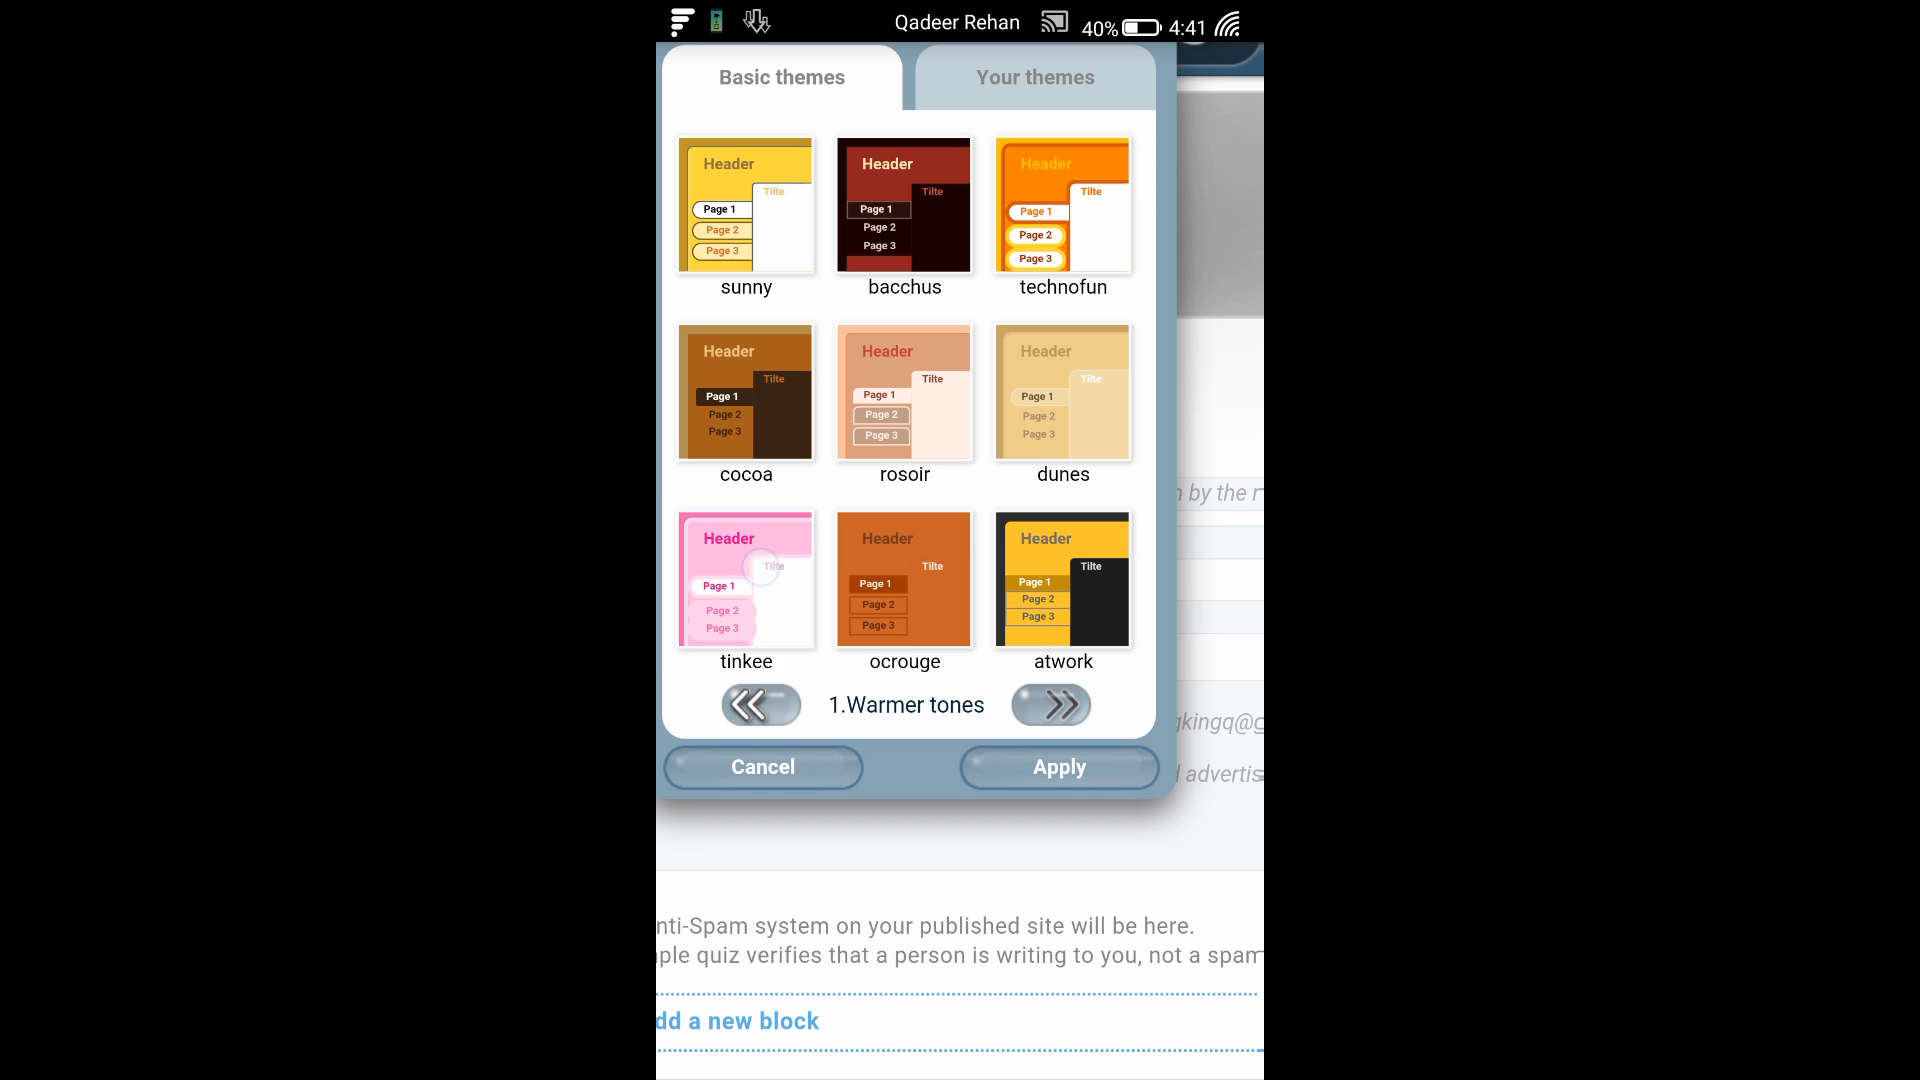 Qadeer Rehan 40% 4:41
Basic themes Your themes
Header Tilte Page 1 Page 2 Page 3
Header Tilte Page 1 Page 2 Page 3
Header Tilte Page 1 Page 2 Page 3
sunny bacchus technofun
Header Tilte Page 1 Page 2 Page 3
Header Tilte Page 1 Page 2 Page 3
Header Tilte Page 1 Page 2 Page 3
cocoa rosoir dunes
Header Tilte Page 1 Page 2 Page 3
Header Tilte Page 1 Page 2 Page 3
Header Tilte Page 1 Page 2 Page 3
tinkee ocrouge atwork
1.Warmer tones
Cancel Apply
by the
gkingq@g
advertis
nti-Spam system on your published site will be here.
ple quiz verifies that a person is writing to you, not a spam
dd a new block